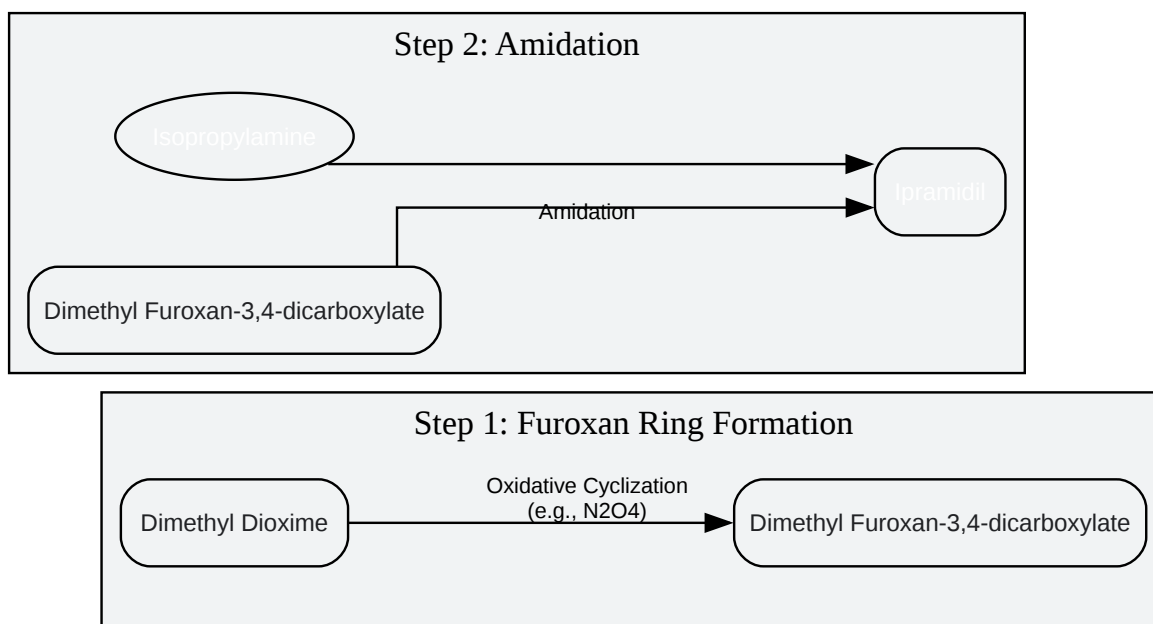 Step 2: Amidation
Isopropylamine
Ipramidil
Amidation
Dimethyl Furoxan-3,4-dicarboxylate
Step 1: Furoxan Ring Formation
Oxidative Cyclization
(e.g., N2O4)
Dimethyl Dioxime
Dimethyl Furoxan-3,4-dicarboxylate